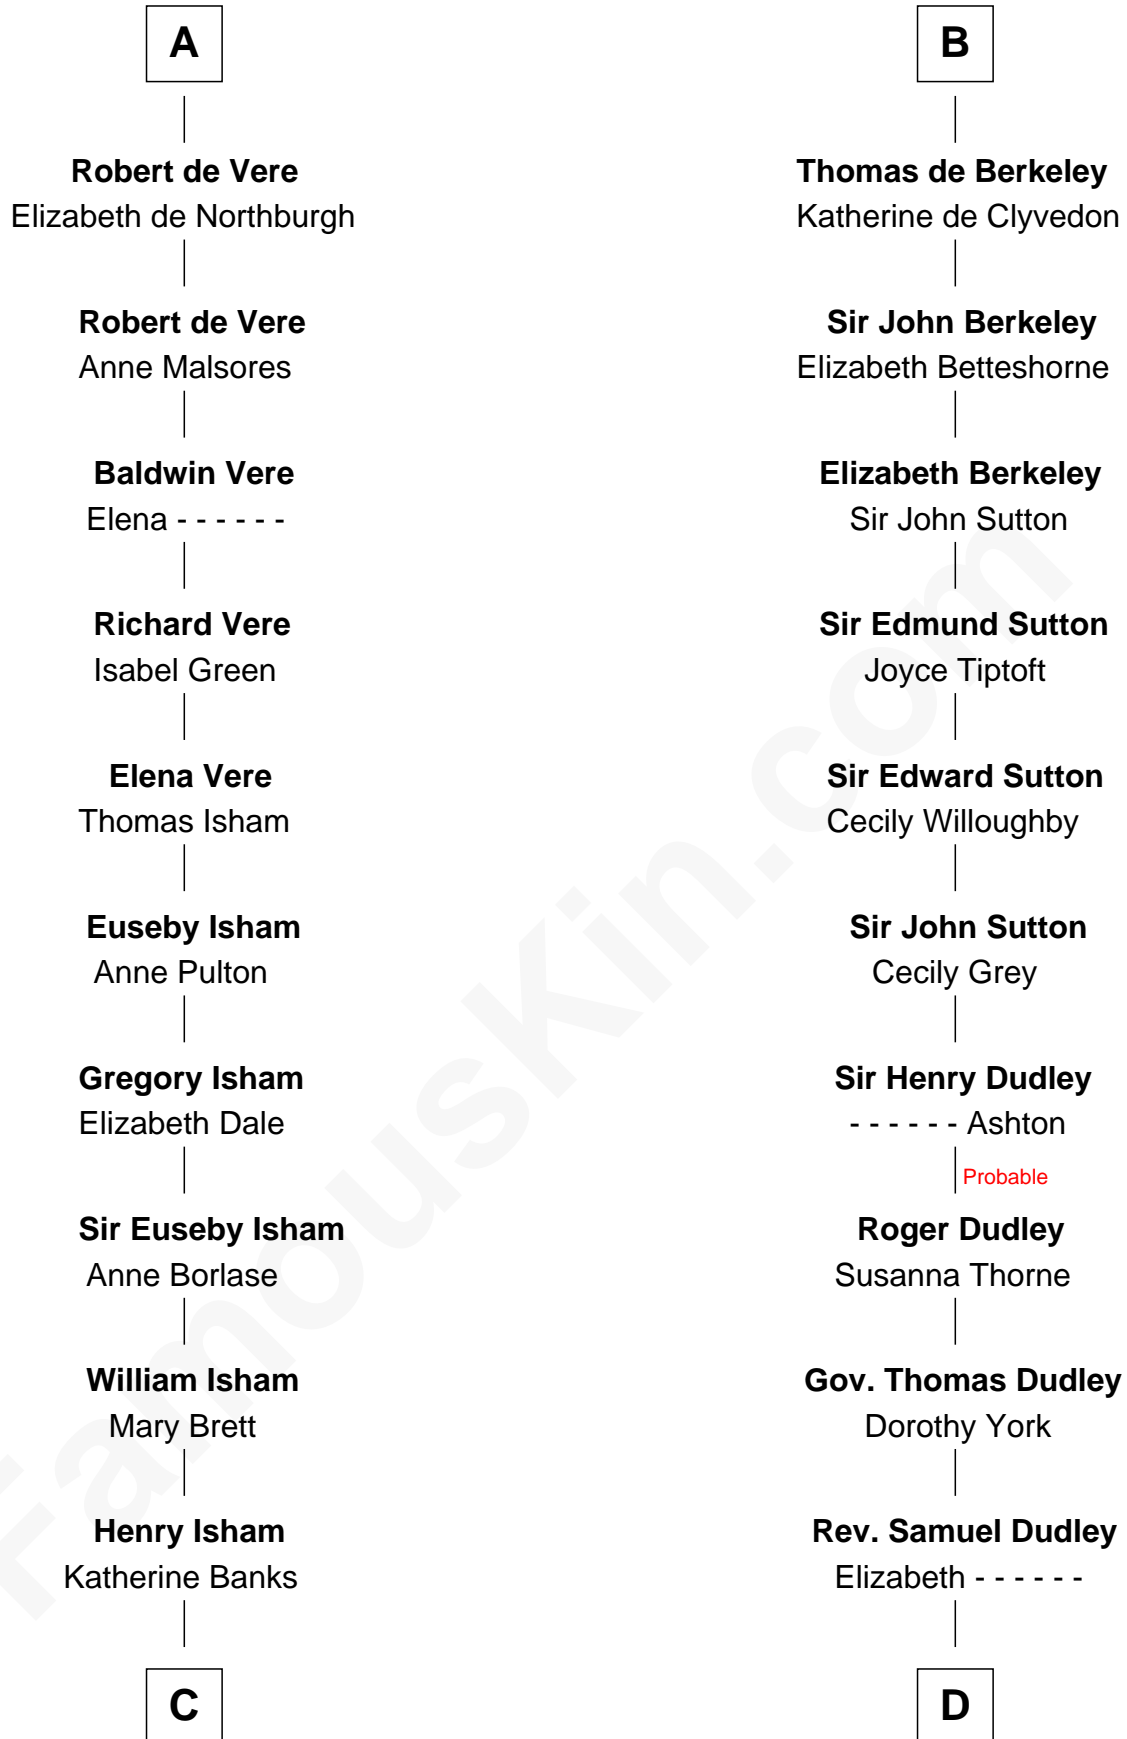 A
Robert de Vere
Elizabeth de Northburgh
Robert de Vere
Anne Malsores
Baldwin Vere
Elena - - - - - -
Richard Vere
Isabel Green
Elena Vere
Thomas Isham
Euseby Isham
Anne Pulton
Gregory Isham
Elizabeth Dale
Sir Euseby Isham
Anne Borlase
William Isham
Mary Brett
Henry Isham
Katherine Banks
C
B
Thomas de Berkeley
Katherine de Clyvedon
Sir John Berkeley
Elizabeth Betteshorne
Elizabeth Berkeley
Sir John Sutton
Sir Edmund Sutton
Joyce Tiptoft
Sir Edward Sutton
Cecily Willoughby
Sir John Sutton
Cecily Grey
Sir Henry Dudley
- - - - - - Ashton
Probable
Roger Dudley
Susanna Thorne
Gov. Thomas Dudley
Dorothy York
Rev. Samuel Dudley
Elizabeth - - - - - -
D
FamousKin.com